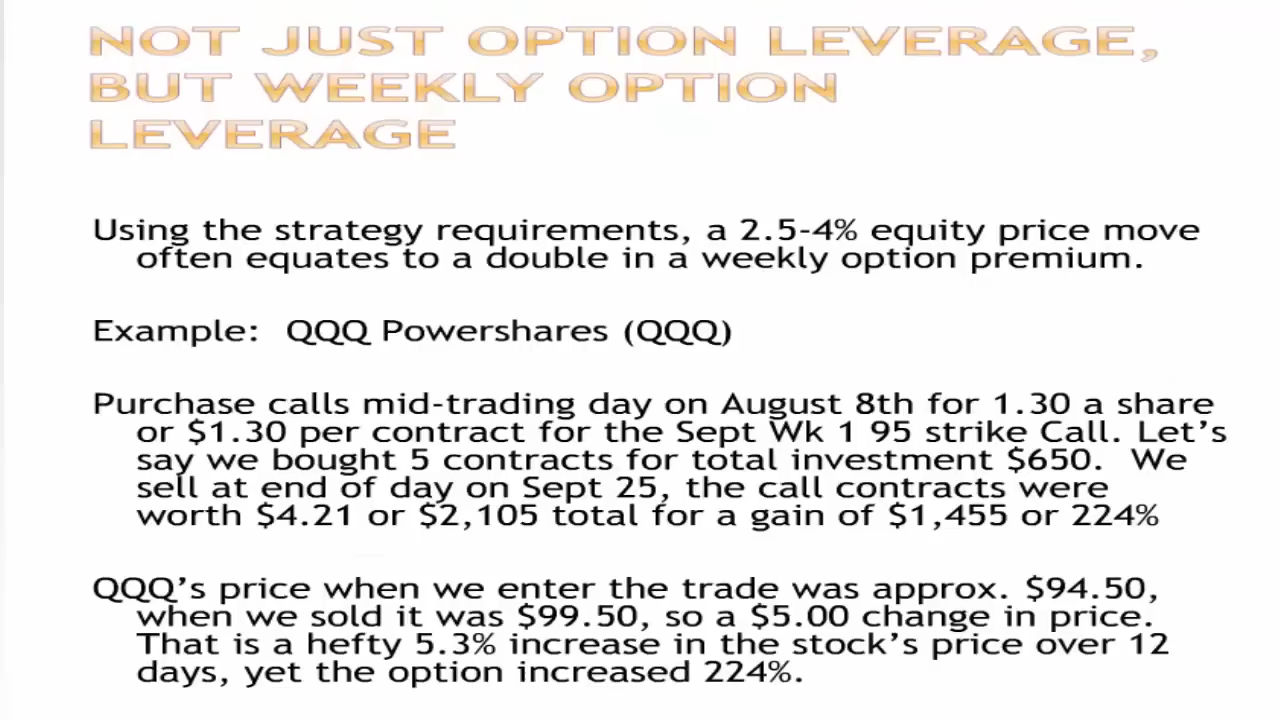 NOT JUST OPTION LEVERAGE,
BUT WEEKLY OPTION
LEVERAGE
Using the strategy requirements, a 2.5-4% equity price move
often equates to a double in a weekly option premium.
Example:  QQQ Powershares (QQQ)
Purchase calls mid-trading day on August 8th for 1.30 a share
or $1.30 per contract for the Sept Wk 1 95 strike Call. Let’s
say we bought 5 contracts for total investment $650.  We
sell at end of day on Sept 25, the call contracts were
worth $4.21 or $2,105 total for a gain of $1,455 or 224%
QQQ’s price when we enter the trade was approx. $94.50,
when we sold it was $99.50, so a $5.00 change in price.
That is a hefty 5.3% increase in the stock’s price over 12
days, yet the option increased 224%.